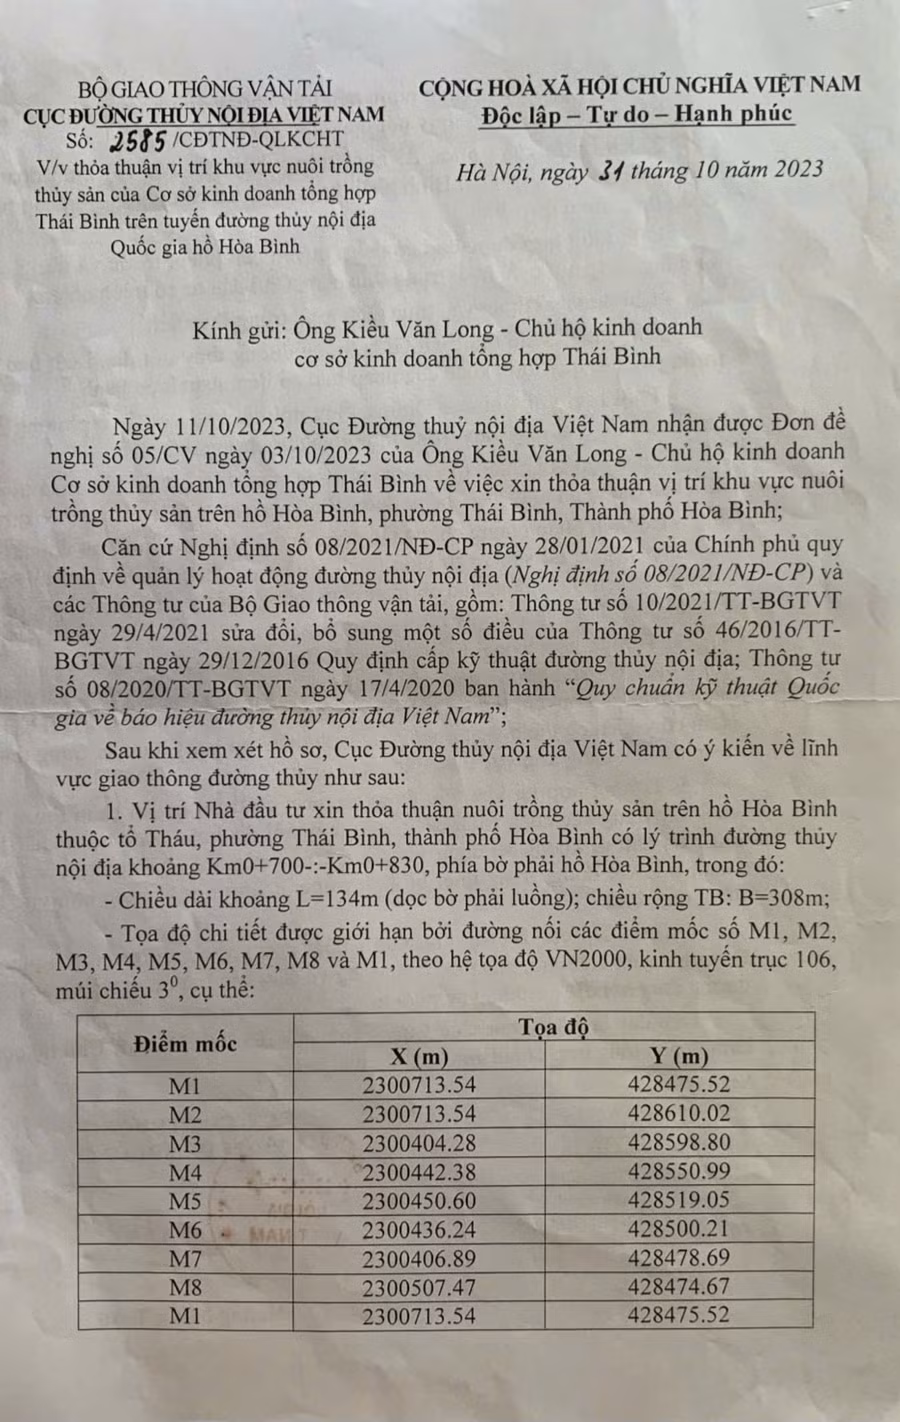 BỘ GIAO THÔNG VẬN TẢI
CỤC ĐƯỜNG THỦY NỘI ĐỊA VIỆT NAM
Số: 2585/CĐTNĐ-QLKCHT
V/v thỏa thuận vị trí khu vực nuôi trồng
thủy sản của Cơ sở kinh doanh tổng hợp
Thái Bình trên tuyến đường thủy nội địa
Quốc gia hồ Hòa Bình
CỘNG HOÀ XÃ HỘI CHỦ NGHĨA VIỆT NAM
Độc lập – Tự do – Hạnh phúc
Hà Nội, ngày 31 tháng 10 năm 2023
Kính gửi: Ông Kiều Văn Long - Chủ hộ kinh doanh
cơ sở kinh doanh tổng hợp Thái Bình
Ngày 11/10/2023, Cục Đường thuỷ nội địa Việt Nam nhận được Đơn đề
nghị số 05/CV ngày 03/10/2023 của Ông Kiều Văn Long - Chủ hộ kinh doanh
Cơ sở kinh doanh tổng hợp Thái Bình về việc xin thỏa thuận vị trí khu vực nuôi
trồng thủy sản trên hồ Hòa Bình, phường Thái Bình, Thành phố Hòa Bình;
Căn cứ Nghị định số 08/2021/NĐ-CP ngày 28/01/2021 của Chính phủ quy
định về quản lý hoạt động đường thủy nội địa (Nghị định số 08/2021/NĐ-CP) và
các Thông tư của Bộ Giao thông vận tải, gồm: Thông tư số 10/2021/TT-BGTVT
ngày 29/4/2021 sửa đổi, bổ sung một số điều của Thông tư số 46/2016/TT-
BGTVT ngày 29/12/2016 Quy định cấp kỹ thuật đường thủy nội địa; Thông tư
số 08/2020/TT-BGTVT ngày 17/4/2020 ban hành “Quy chuẩn kỹ thuật Quốc
gia về báo hiệu đường thủy nội địa Việt Nam”;
Sau khi xem xét hồ sơ, Cục Đường thủy nội địa Việt Nam có ý kiến về lĩnh
vực giao thông đường thủy như sau:
1. Vị trí Nhà đầu tư xin thỏa thuận nuôi trồng thủy sản trên hồ Hòa Bình
thuộc tổ Tháu, phường Thái Bình, thành phố Hòa Bình có lý trình đường thủy
nội địa khoảng Km0+700-:-Km0+830, phía bờ phải hồ Hòa Bình, trong đó:
- Chiều dài khoảng L=134m (dọc bờ phải luồng); chiều rộng TB: B=308m;
- Tọa độ chi tiết được giới hạn bởi đường nối các điểm mốc số M1, M2,
M3, M4, M5, M6, M7, M8 và M1, theo hệ tọa độ VN2000, kinh tuyến trục 106,
múi chiếu 3⁰, cụ thể:
Điểm mốc Tọa độ
X (m) Y (m)
M1 2300713.54 428475.52
M2 2300713.54 428610.02
M3 2300404.28 428598.80
M4 2300442.38 428550.99
M5 2300450.60 428519.05
M6 2300436.24 428500.21
M7 2300406.89 428478.69
M8 2300507.47 428474.67
M1 2300713.54 428475.52